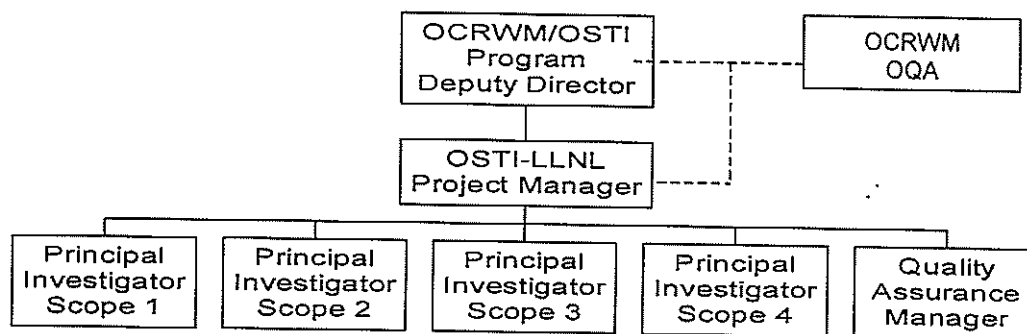 OCRWM/OSTI
Program
Deputy Director
OCRWM
OQA
OSTI-LLNL
Project Manager
Principal
Investigator
Scope 1
Principal
Investigator
Scope 2
Principal
Investigator
Scope 3
Principal
Investigator
Scope 4
Quality
Assurance
Manager